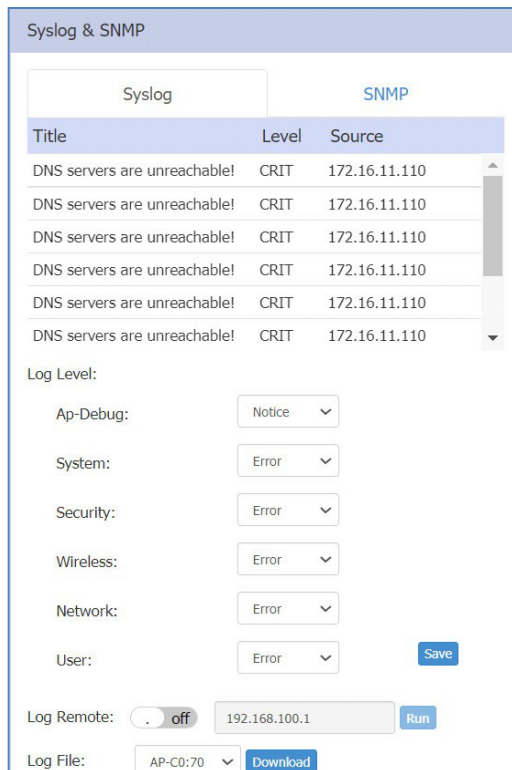 Syslog & SNMP
Syslog SNMP
Title Level Source
DNS servers are unreachable! CRIT 172.16.11.110
DNS servers are unreachable! CRIT 172.16.11.110
DNS servers are unreachable! CRIT 172.16.11.110
DNS servers are unreachable! CRIT 172.16.11.110
DNS servers are unreachable! CRIT 172.16.11.110
DNS servers are unreachable! CRIT 172.16.11.110
Log Level:
Ap-Debug: Notice
System: Error
Security: Error
Wireless: Error
Network: Error
User: Error Save
Log Remote: . off 192.168.100.1 Run
Log File: AP-C0:70 Download